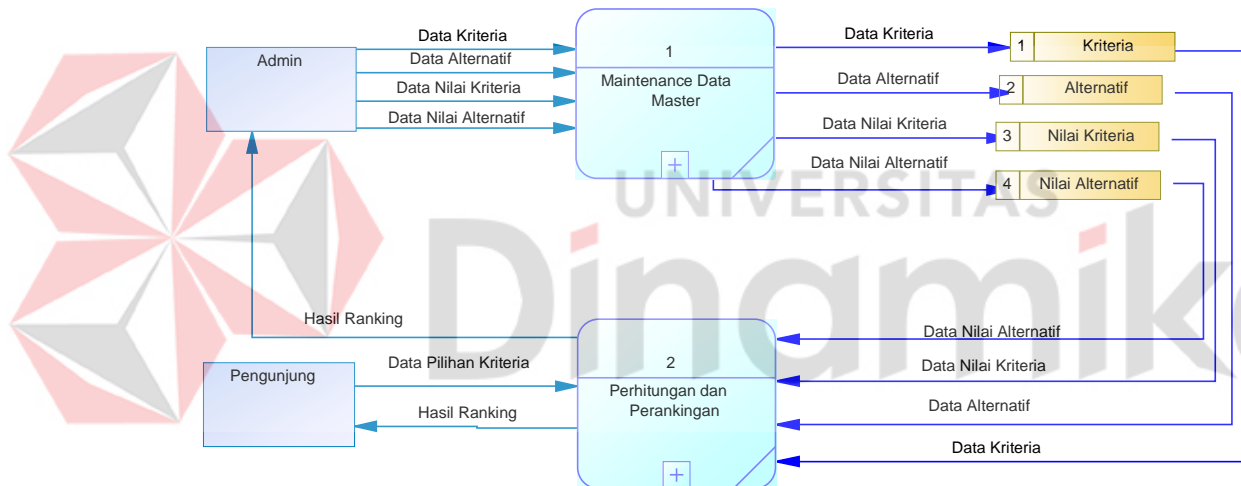 Admin
Data Kriteria
Data Alternatif
Data Nilai Kriteria
Data Nilai Alternatif
1
Maintenance Data
Master
Data Kriteria
Data Alternatif
Data Nilai Kriteria
Data Nilai Alternatif
1 Kriteria
2 Alternatif
3 Nilai Kriteria
4 Nilai Alternatif
UNIVERSITAS
Dinamika
Hasil Ranking
Pengunjung
Data Pilihan Kriteria
Hasil Ranking
2
Perhitungan dan
Perankingan
Data Nilai Alternatif
Data Nilai Kriteria
Data Alternatif
Data Kriteria